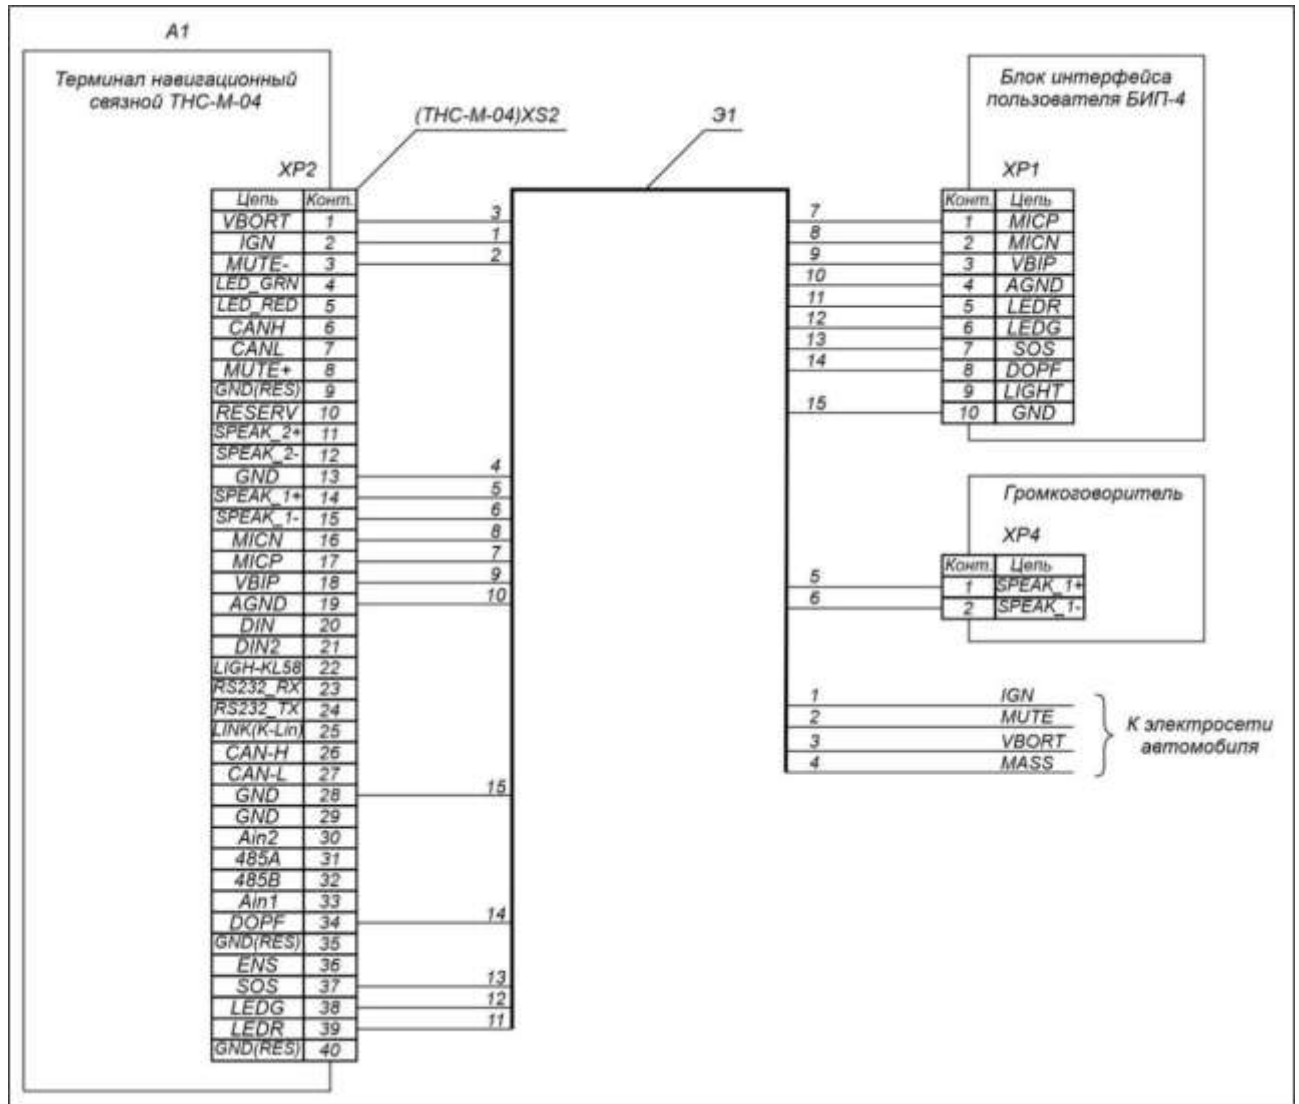 А1
Терминал навигационный
связной ТНС-М-04
(ТНС-М-04)XS2
Э1
Блок интерфейса
пользователя БИП-4
XP2
Цепь Конт.
VBORT 1 3
IGN 2 1
MUTE- 3 2
LED_GRN 4
LED_RED 5
CANH 6
CANL 7
MUTE+ 8
GND(RES) 9
RESERV 10
SPEAK_2+ 11
SPEAK_2- 12
GND 13 4
SPEAK_1+ 14 5
SPEAK_1- 15 6
MICN 16 8
MICP 17 7
VBIP 18 9
AGND 19 10
DIN 20
DIN2 21
LIGH-KL58 22
RS232_RX 23
RS232_TX 24
LINK(K-Lin) 25
CAN-H 26
CAN-L 27
GND 28 15
GND 29
Ain2 30
485A 31
485B 32
Ain1 33
DOPF 34 14
GND(RES) 35
ENS 36
SOS 37 13
LEDG 38 12
LEDR 39 11
GND(RES) 40
XP1
Конт. Цепь
7 1 MICP
8 2 MICN
9 3 VBIP
10 4 AGND
11 5 LEDR
12 6 LEDG
13 7 SOS
14 8 DOPF
9 LIGHT
15 10 GND
Громкоговоритель
XP4
Конт. Цепь
5 1 SPEAK_1+
6 2 SPEAK_1-
1 IGN
2 MUTE
3 VBORT
4 MASS
К электросети
автомобиля